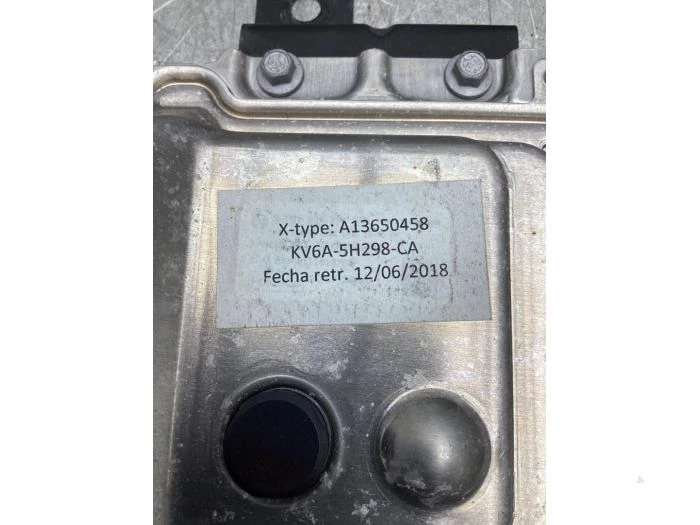 X-type: A13650458
KV6A-5H298-CA
Fecha retr. 12/06/2018